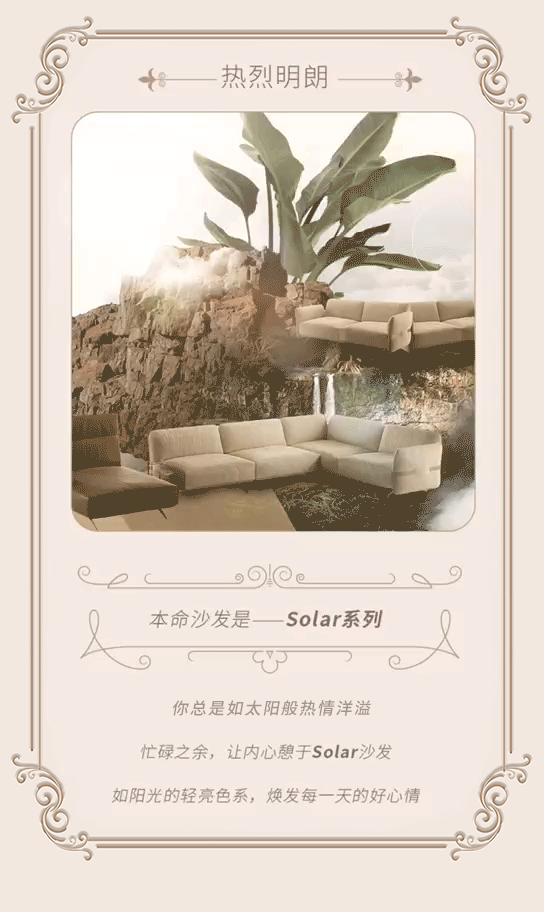 热烈明朗
本命沙发是——Solar系列
你总是如太阳般热情洋溢
忙碌之余，让内心憩于Solar沙发
如阳光的轻亮色系，焕发每一天的好心情